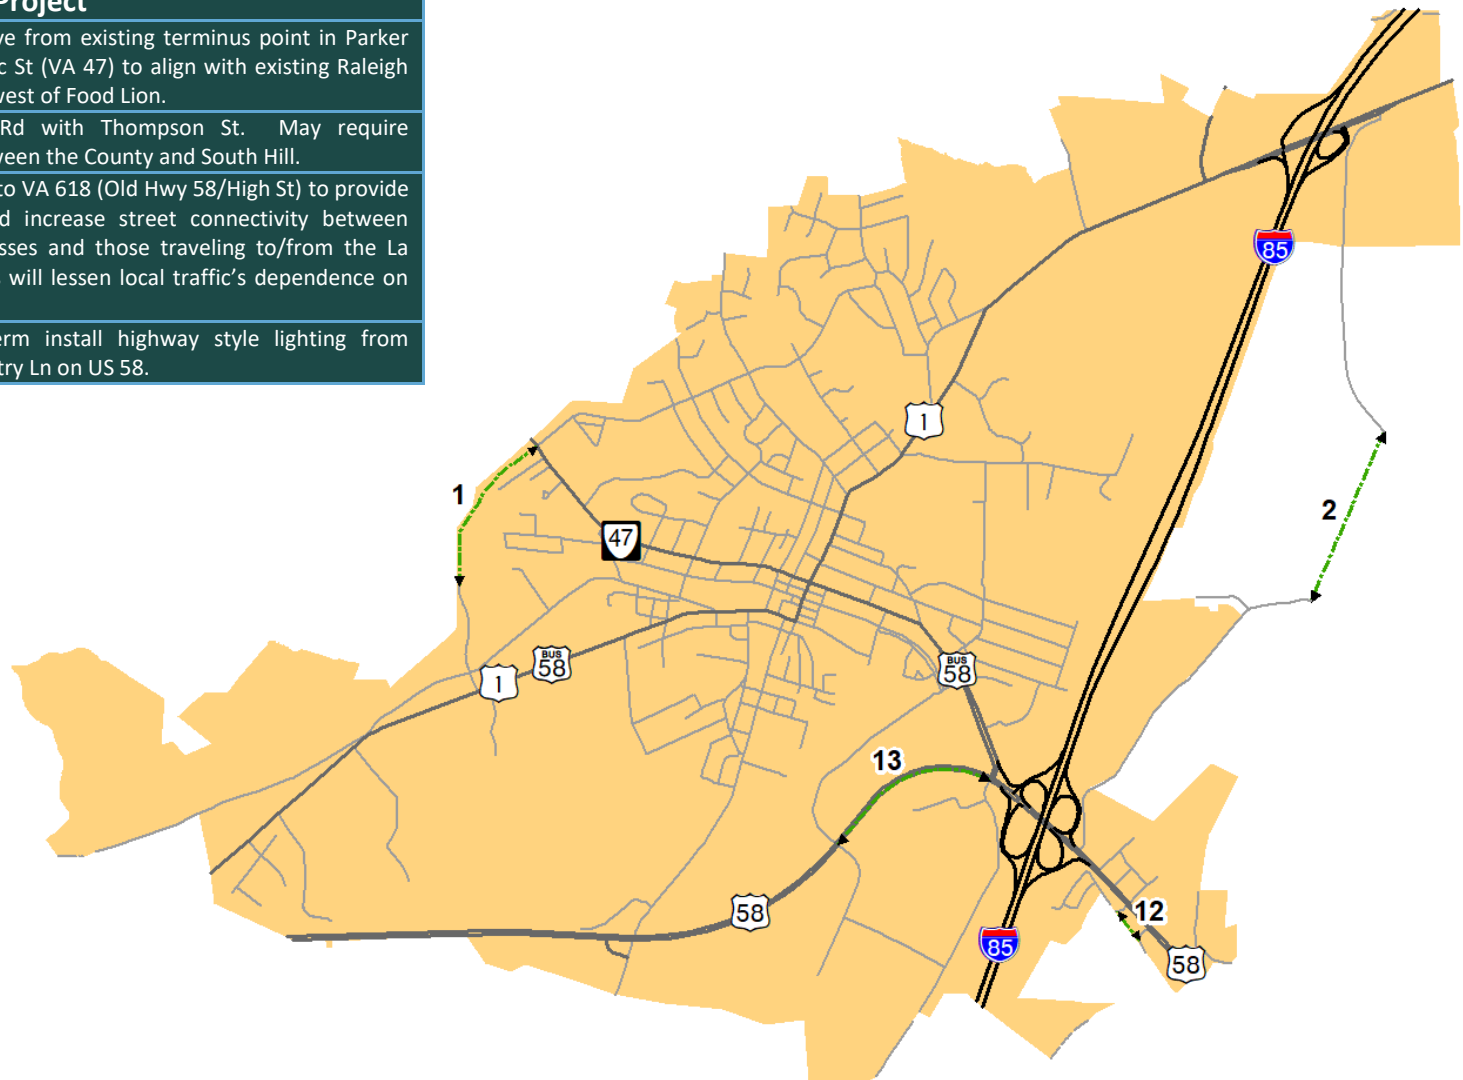 Project
ve from existing terminus point in Parker
c St (VA 47) to align with existing Raleigh
west of Food Lion.
Rd with Thompson St. May require
ween the County and South Hill.
to VA 618 (Old Hwy 58/High St) to provide
d increase street connectivity between
sses and those traveling to/from the La
will lessen local traffic’s dependence on
erm install highway style lighting from
try Ln on US 58.
85
1
1
2
47
BUS
58
1
BUS
58
13
58
12
85
58